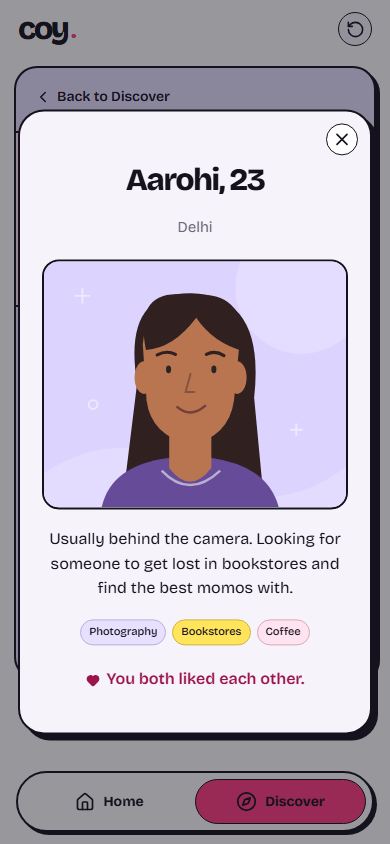 coy.
Back to Discover
Aarohi, 23
Delhi
Usually behind the camera. Looking for
someone to get lost in bookstores and
find the best momos with.
Photography Bookstores Coffee
You both liked each other.
Home Discover